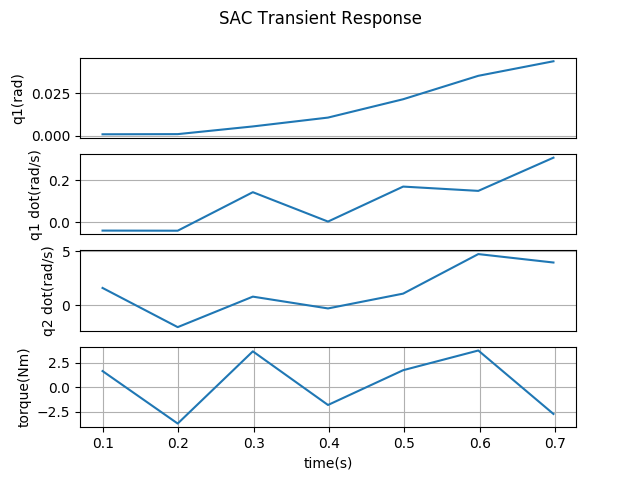 SAC Transient Response
q1(rad)
0.025
0.000
q1 dot(rad/s)
0.2
0.0
q2 dot(rad/s)
5
0
torque(Nm)
2.5
0.0
−2.5
0.1 0.2 0.3 0.4 0.5 0.6 0.7
time(s)